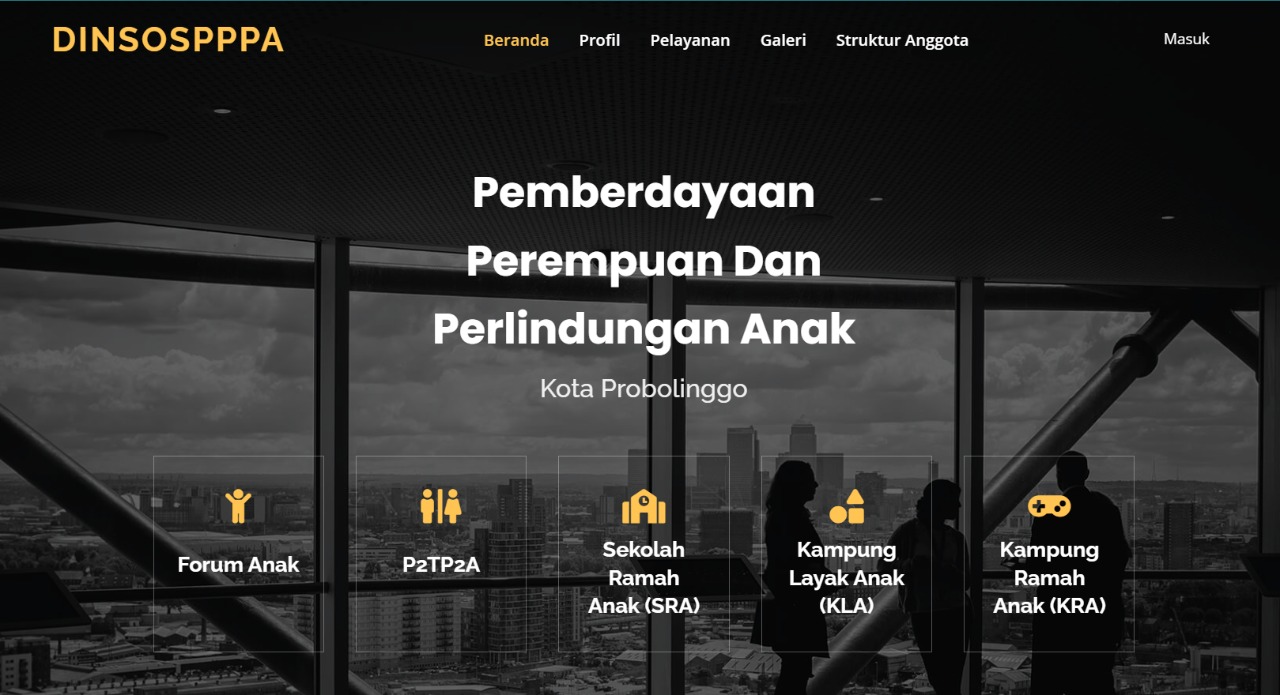 DINSOSPPPA
Beranda Profil Pelayanan Galeri Struktur Anggota Masuk
Pemberdayaan
Perempuan Dan
Perlindungan Anak
Kota Probolinggo
Forum Anak
P2TP2A
Sekolah
Ramah
Anak (SRA)
Kampung
Layak Anak
(KLA)
Kampung
Ramah
Anak (KRA)